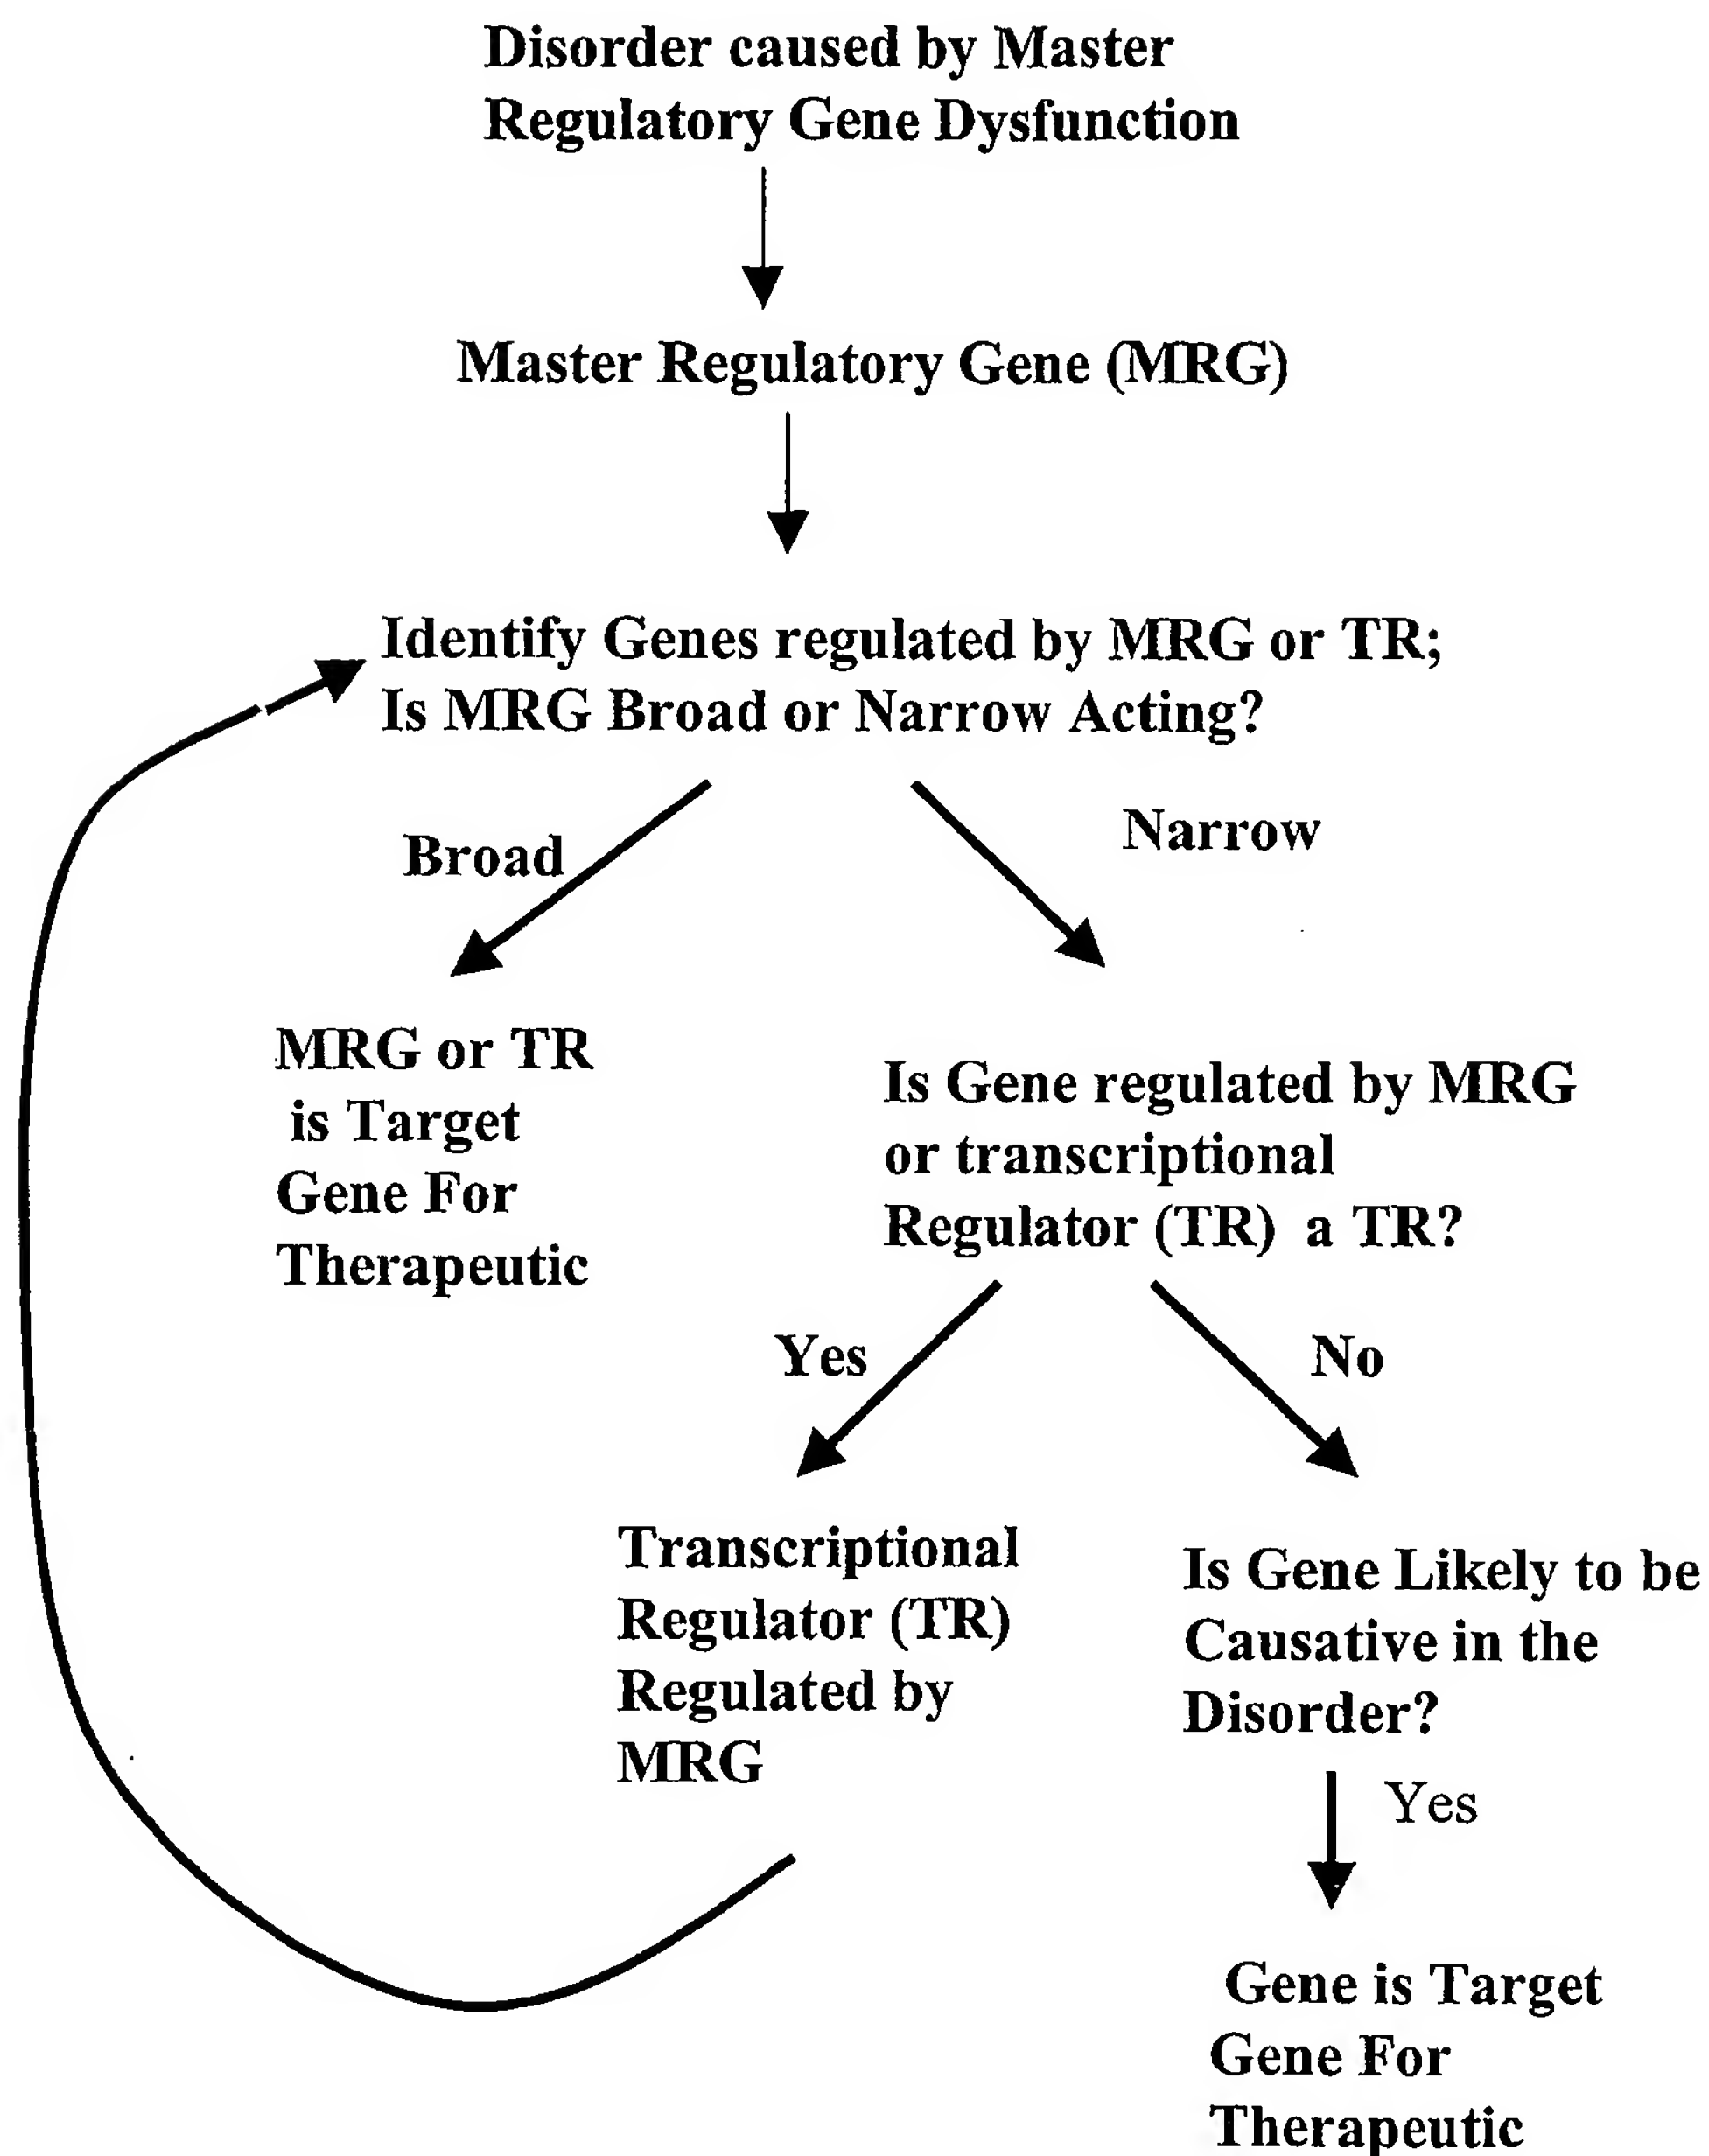 Disorder caused by Master
Regulatory Gene Dysfunction
Master Regulatory Gene (MRG)
Identify Genes regulated by MRG or TR;
Is MRG Broad or Narrow Acting?
Broad
Narrow
MRG or TR
is Target
Gene For
Therapeutic
Is Gene regulated by MRG
or transcriptional
Regulator (TR) a TR?
Yes
No
Transcriptional
Regulator (TR)
Regulated by
MRG
Is Gene Likely to be
Causative in the
Disorder?
Yes
Gene is Target
Gene For
Therapeutic